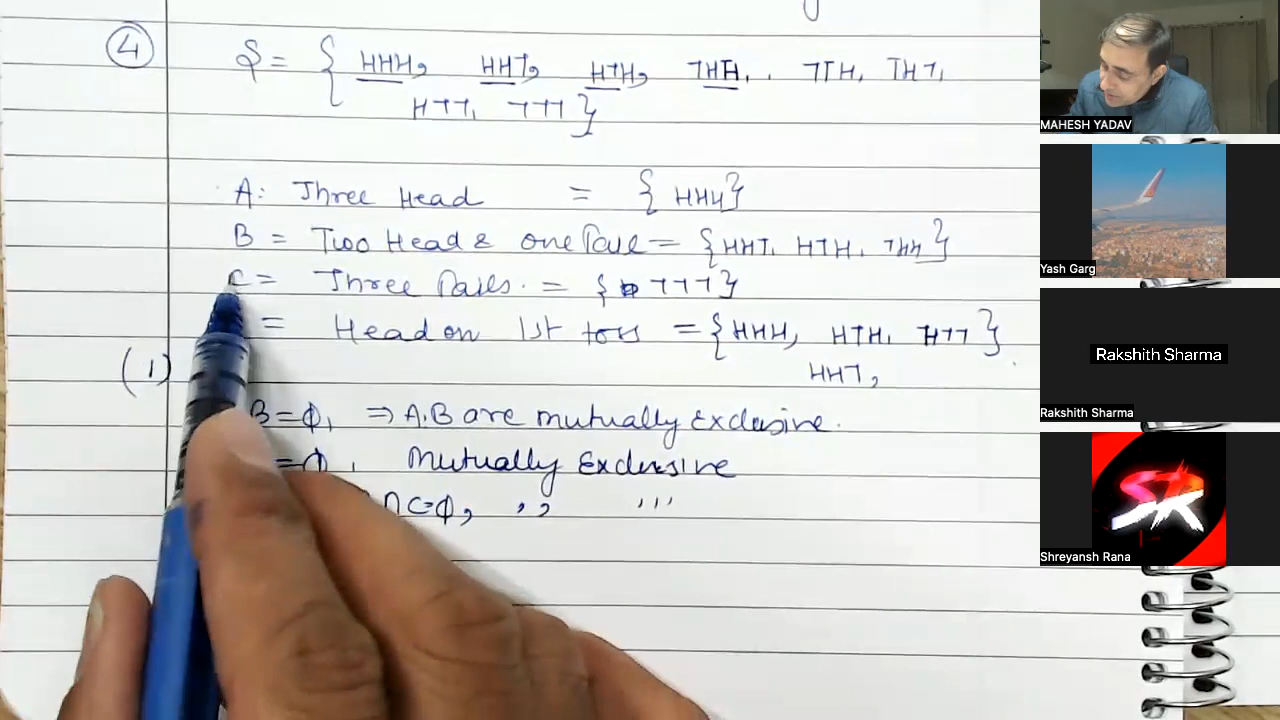 ④ S = { HHH, HHT, HTH, THH, TTH, THT,
HTT, TTT }
A: Three Head = { HHH}
B = Two Head & one Tail = {HHT, HTH, THH}
C = Three Tails. = { TTT}
= Head on 1st toss = {HHH, HTH, HTT }
HHT,
(1)
B = ϕ, ⇒ A.B are mutually Exclusive.
= ϕ, Mutually Exclusive
∩ C = ϕ, ,, ,,,
MAHESH YADAV
Yash Garg
Rakshith Sharma
Rakshith Sharma
SR
Shreyansh Rana